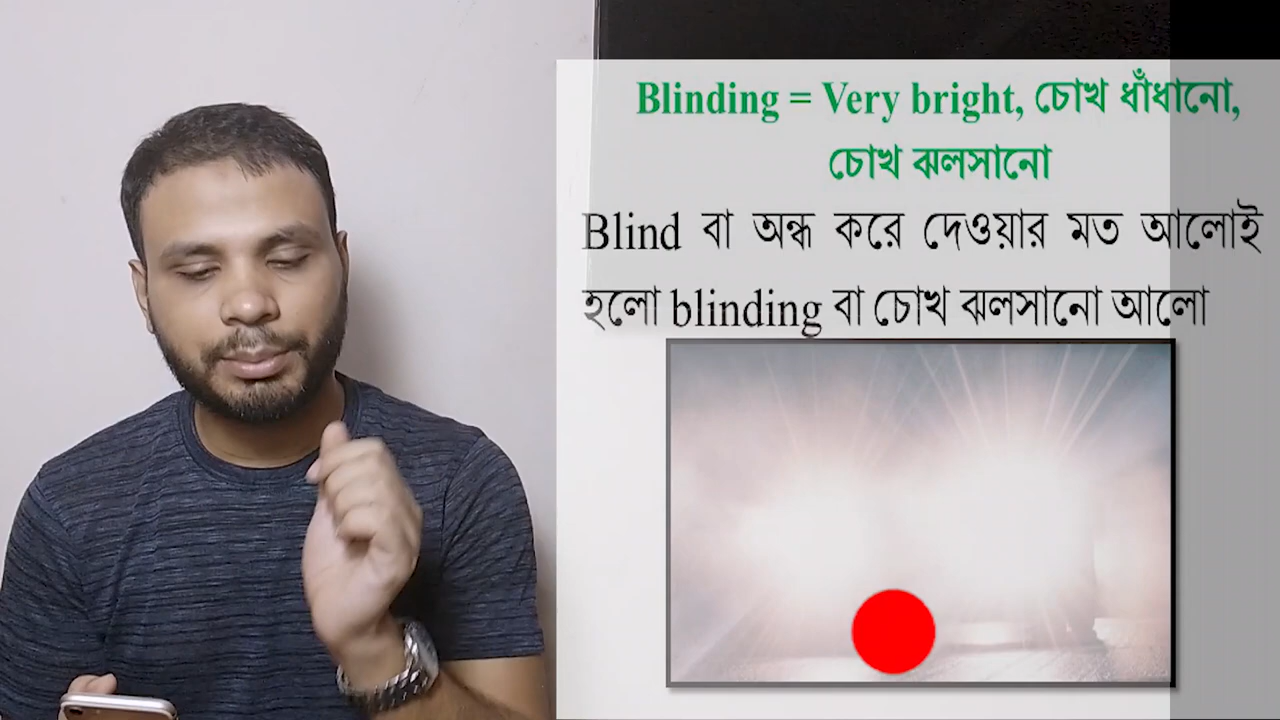 Blinding = Very bright, চোখ ধাঁধানো,
চোখ ঝলসানো
Blind বা অন্ধ করে দেওয়ার মত আলোই
হলো blinding বা চোখ ঝলসানো আলো